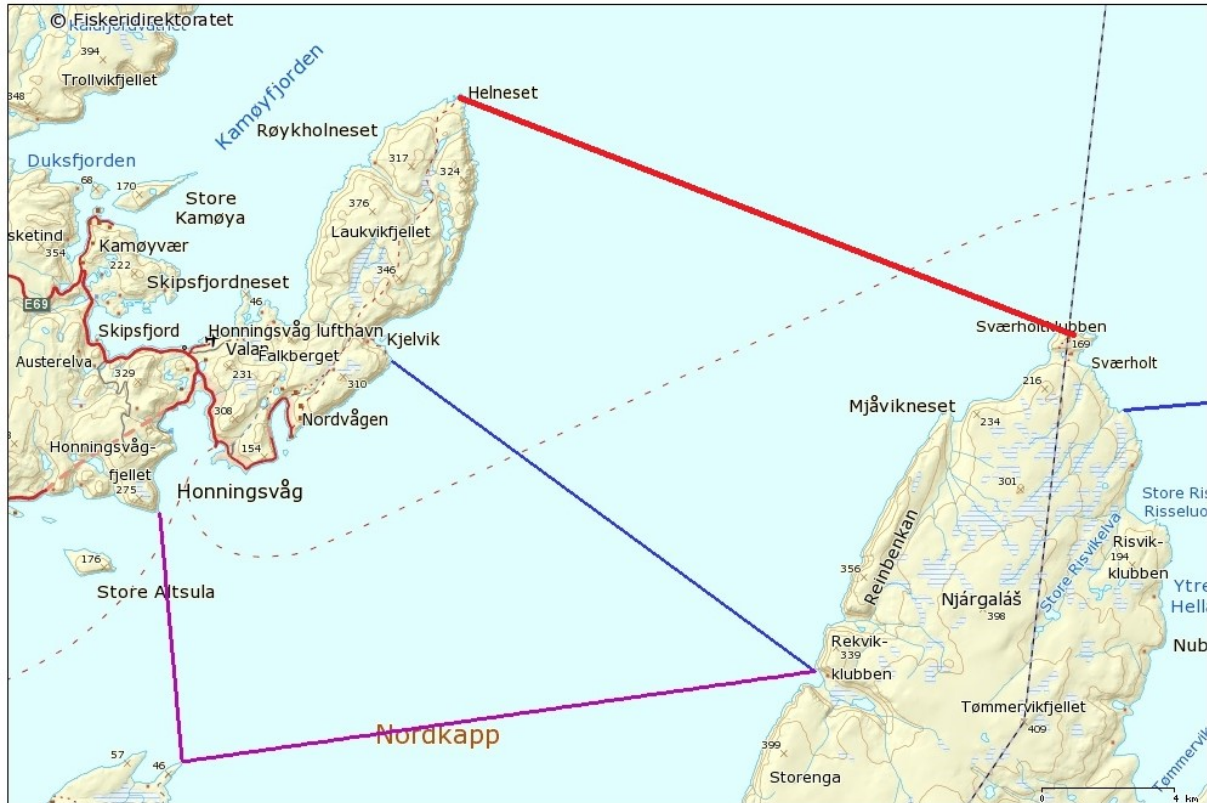 © Fiskeridirektoratet
394
Trollvikfjellet
348
Kamøyfjorden
Helneset
Røykholneset
317
324
Duksfjorden
68
170
Store
Kamøya
376
Laukvikfjellet
sketind
354
Kamøyvær
222
346
Skipsfjordneset
46
E69
Skipsfjord
Honningsvåg lufthavn
Valan
Kjelvik
Falkberget
Austerelva
329
231
310
308
Nordvågen
154
Honningsvåg-
fjellet
275
Honningsvåg
176
Store Altsula
Sværholtklubben
169
Sværholt
216
Mjåvikneset
234
301
Store Ris
Risseluo
Reinbenkan
Store Risvikelva
Risvik-
194
klubben
356
Njárgaláš
398
Ytre
Hella
Rekvik-
339
klubben
Nub
Tømmervikfjellet
409
Nordkapp
57
46
399
Storenga
Tømmervik
0
4 km